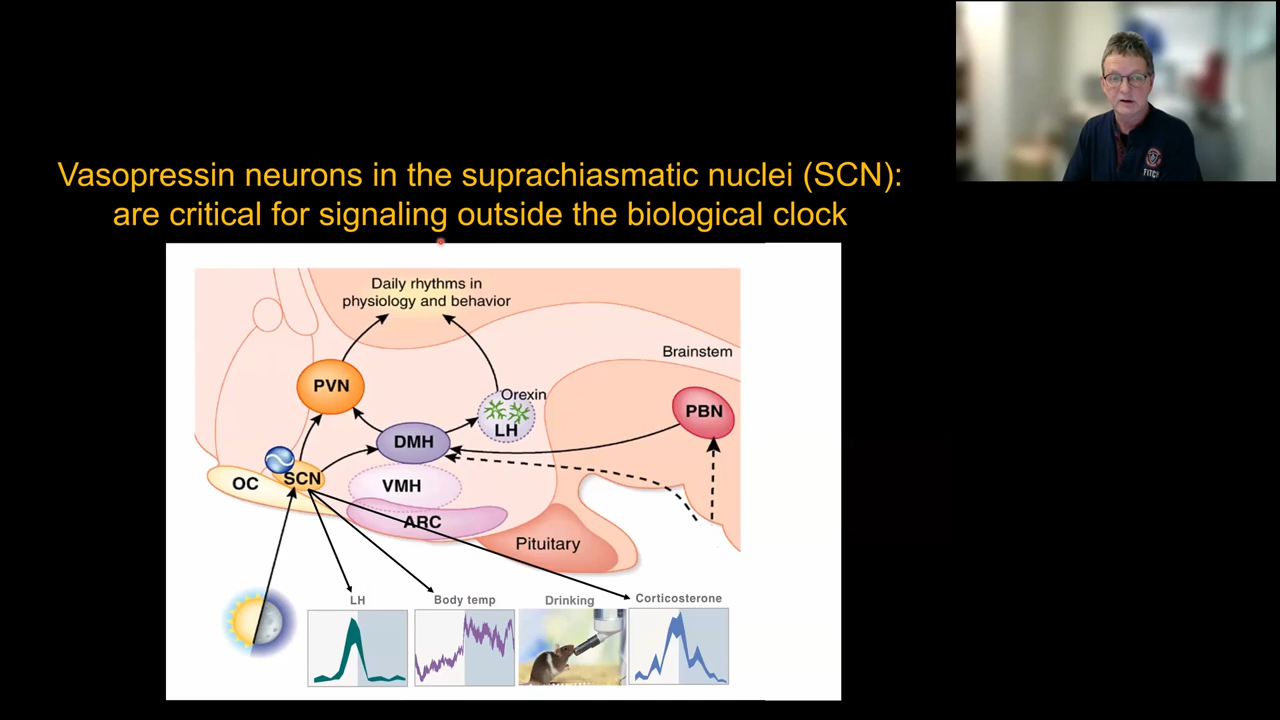 Vasopressin neurons in the suprachiasmatic nuclei (SCN):
are critical for signaling outside the biological clock
Daily rhythms in
physiology and behavior
Brainstem
PVN
Orexin
LH
PBN
DMH
SCN
OC
VMH
ARC
Pituitary
LH
Body temp
Drinking
Corticosterone